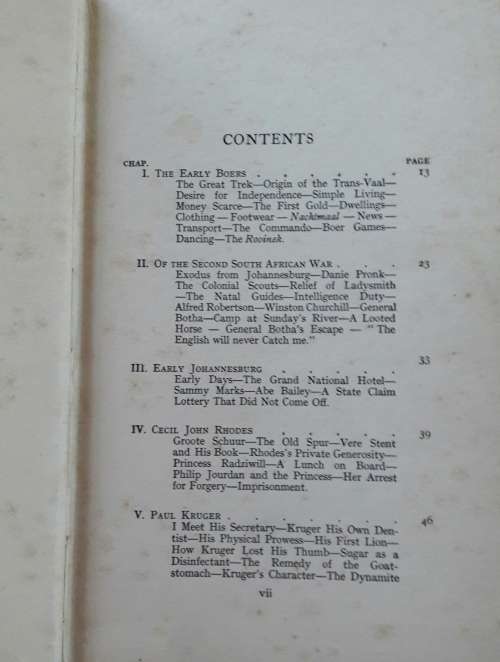 CONTENTS
CHAP. PAGE
I. THE EARLY BOERS . . . . . . 13
The Great Trek—Origin of the Trans-Vaal—
Desire for Independence—Simple Living—
Money Scarce—The First Gold—Dwellings—
Clothing — Footwear — Nachtmaal — News —
Transport—The Commando—Boer Games—
Dancing—The Rooinek.
II. OF THE SECOND SOUTH AFRICAN WAR . . . 23
Exodus from Johannesburg—Danie Pronk—
The Colonial Scouts—Relief of Ladysmith
—The Natal Guides—Intelligence Duty—
Alfred Robertson—Winston Churchill—General
Botha—Camp at Sunday's River—A Looted
Horse — General Botha's Escape — " The
English will never Catch me."
III. EARLY JOHANNESBURG . . . . . 33
Early Days—The Grand National Hotel—
Sammy Marks—Abe Bailey—A State Claim
Lottery That Did Not Come Off.
IV. CECIL JOHN RHODES . . . . . 39
Groote Schuur—The Old Spur—Vere Stent
and His Book—Rhodes's Private Generosity—
Princess Radziwill—A Lunch on Board—
Philip Jourdan and the Princess—Her Arrest
for Forgery—Imprisonment.
V. PAUL KRUGER . . . . . . . 46
I Meet His Secretary—Kruger His Own Den-
tist—His Physical Prowess—His First Lion—
How Kruger Lost His Thumb—Sugar as a
Disinfectant—The Remedy of the Goat-
stomach—Kruger's Character—The Dynamite
vii